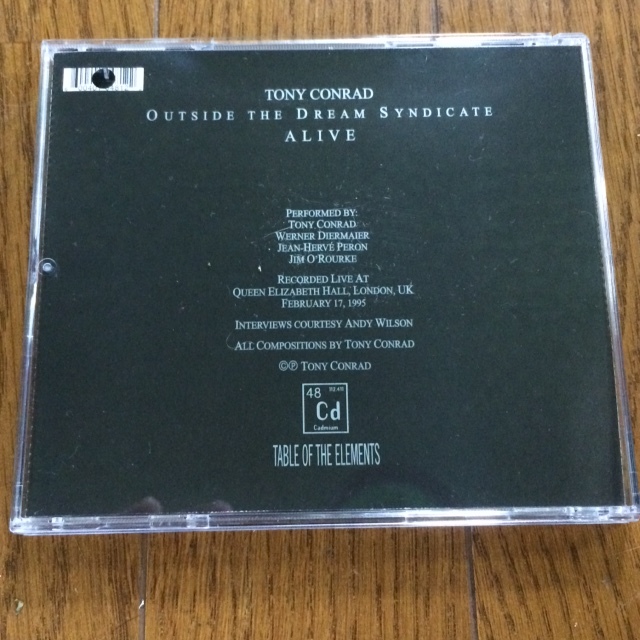 TONY CONRAD
OUTSIDE THE DREAM SYNDICATE
ALIVE
PERFORMED BY:
TONY CONRAD
WERNER DIERMAIER
JEAN-HERVÉ PERON
JIM O'ROURKE
RECORDED LIVE AT
QUEEN ELIZABETH HALL, LONDON, UK
FEBRUARY 17, 1995
INTERVIEWS COURTESY ANDY WILSON
ALL COMPOSITIONS BY TONY CONRAD
©℗ TONY CONRAD
48
Cd
Cadmium
TABLE OF THE ELEMENTS